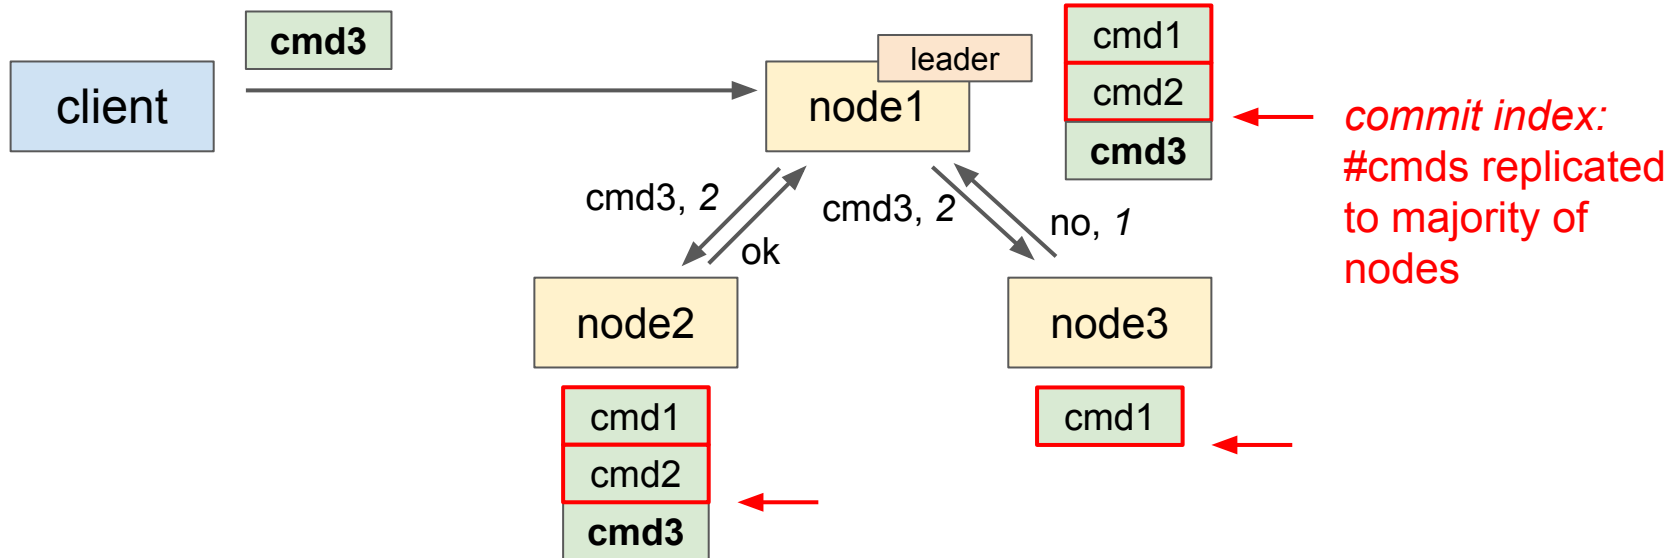 cmd3
client
leader
node1
cmd1
cmd2
cmd3
commit index:
#cmds replicated
to majority of
nodes
cmd3, 2
ok
cmd3, 2
no, 1
node2
node3
cmd1
cmd2
cmd3
cmd1